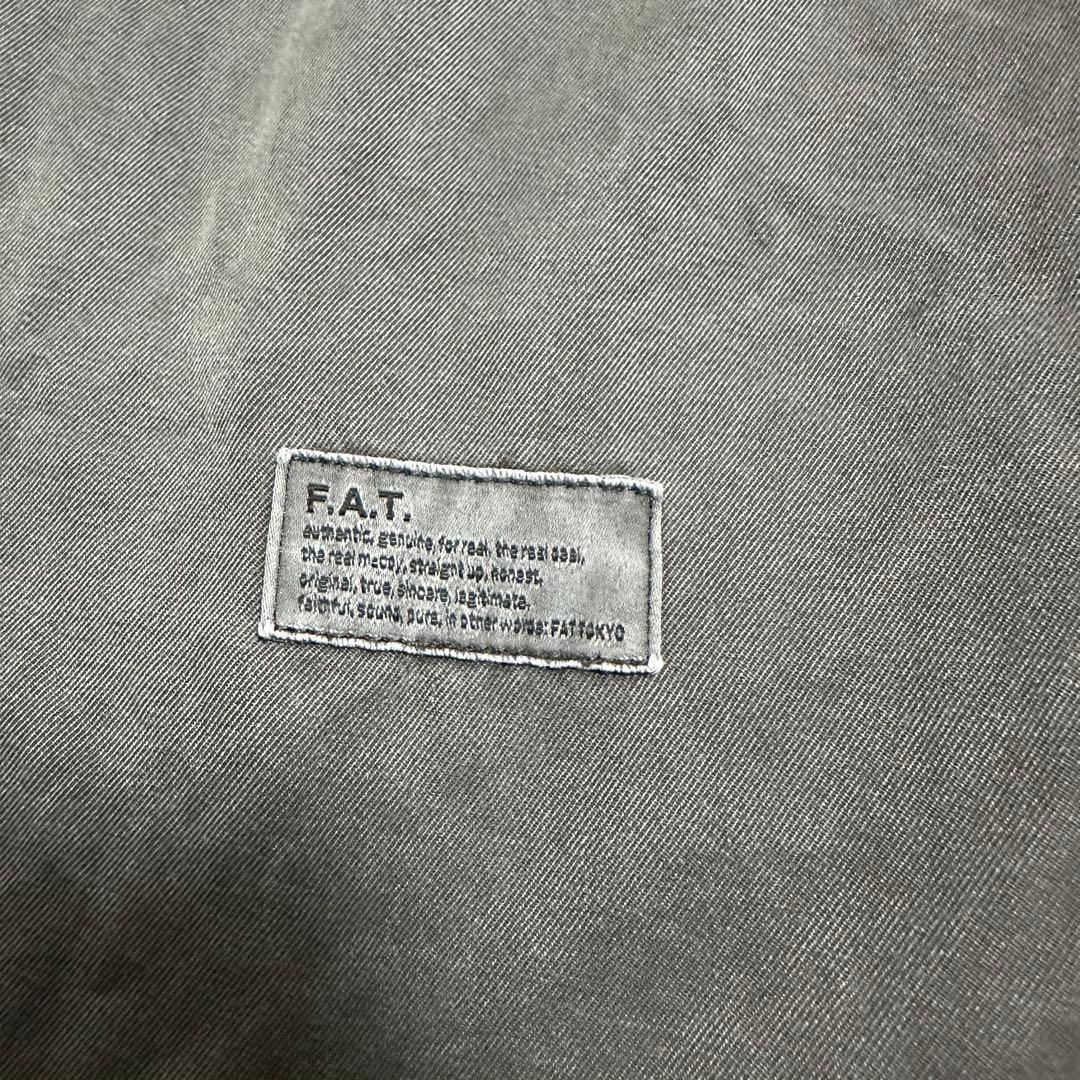 F.A.T.
authentic, genuine, for real, the real deal,
the real mccoy, straight up, honest,
original, true, sincere, legitimate,
faithful, sound, pure, in other words: FATTOKYO